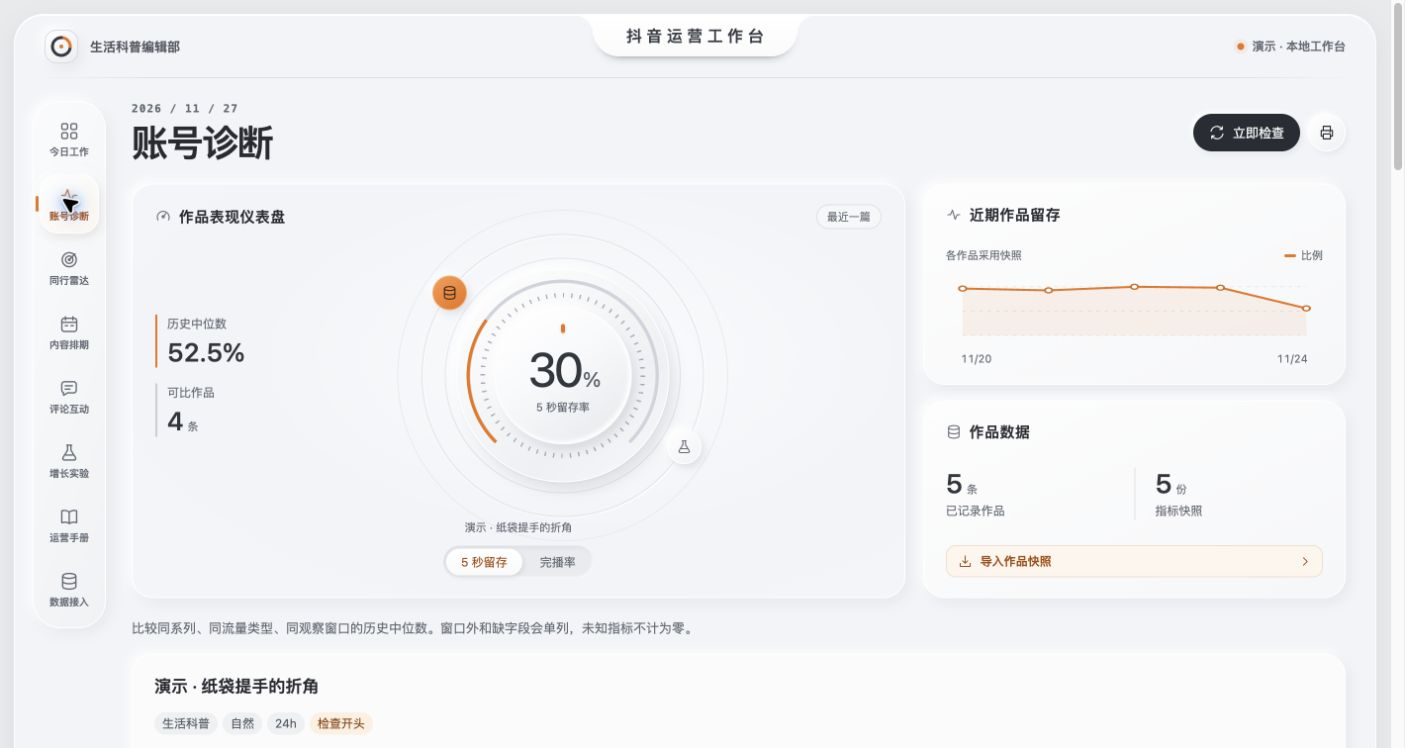 抖音运营工作台
生活科普编辑部
演示 · 本地工作台
今日工作
账号诊断
同行雷达
内容排期
评论互动
增长实验
运营手册
数据接入
2026 / 11 / 27
账号诊断
立即检查
作品表现仪表盘
最近一篇
历史中位数
52.5%
可比作品
4 条
30%
5 秒留存率
演示 · 纸袋提手的折角
5 秒留存
完播率
近期作品留存
各作品采用快照
比例
11/20
11/24
作品数据
5 条
已记录作品
5 份
指标快照
导入作品快照
比较同系列、同流量类型、同观察窗口的历史中位数。窗口外和缺字段会单列，未知指标不计为零。
演示 · 纸袋提手的折角
生活科普
自然
24h
检查开头